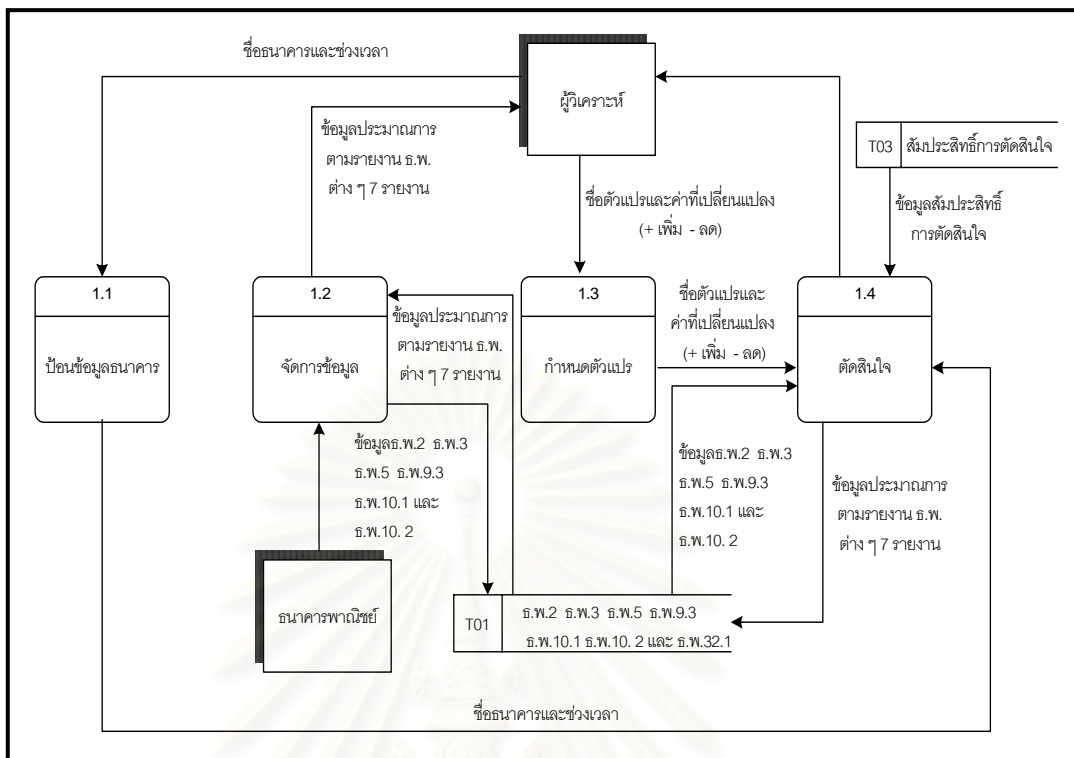 ชื่อธนาคารและช่วงเวลา
ผู้วิเคราะห์
ข้อมูลประมาณการ
ตามรายงาน ธ.พ.
ต่าง ๆ 7 รายงาน
T03 สัมประสิทธิ์การตัดสินใจ
ชื่อตัวแปรและค่าที่เปลี่ยนแปลง
(+ เพิ่ม - ลด)
ข้อมูลสัมประสิทธิ์
การตัดสินใจ
1.1
ป้อนข้อมูลธนาคาร
1.2
จัดการข้อมูล
ข้อมูลประมาณการ
ตามรายงาน ธ.พ.
ต่าง ๆ 7 รายงาน
1.3
กำหนดตัวแปร
ชื่อตัวแปรและ
ค่าที่เปลี่ยนแปลง
(+ เพิ่ม - ลด)
1.4
ตัดสินใจ
ข้อมูลธ.พ.2 ธ.พ.3
ธ.พ.5 ธ.พ.9.3
ธ.พ.10.1 และ
ธ.พ.10. 2
ข้อมูลธ.พ.2 ธ.พ.3
ธ.พ.5 ธ.พ.9.3
ธ.พ.10.1 และ
ธ.พ.10. 2
ข้อมูลประมาณการ
ตามรายงาน ธ.พ.
ต่าง ๆ 7 รายงาน
ธนาคารพาณิชย์
T01
ธ.พ.2 ธ.พ.3 ธ.พ.5 ธ.พ.9.3
ธ.พ.10.1 ธ.พ.10. 2 และ ธ.พ.32.1
ชื่อธนาคารและช่วงเวลา